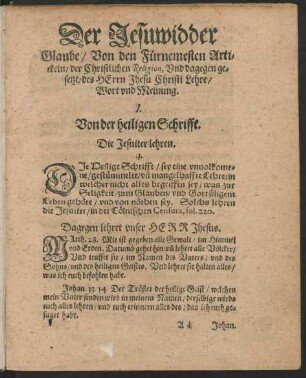 Der Jesuwidder
Glaube / Von den Fürnemesten Arti-
keln / der Christlichen Religion, Vnd dagegen ge-
setzt / des HErrn Jhesu Christi Lehre /
Wort vnd Meinung.
I.
Von der heiligen Schrifft.
Die Jesuiter lehren.
1.
Die Heilige Schrifft / sey eine vnuolkome-
ne / gestümmelte / vñ mangelhaffte Lehre / in
welcher nicht alles begriffen sey / was zur
Seligkeit / zum Glauben / vnd Gottseligem
Leben gehöre / vnd von nöthen sey. Solchs lehren
die Jesuiter / in der Cölnischen Censura, fol. 220.
Dagegen lehret vnser HERR Jhesus.
Matth. 28. Mir ist gegeben alle Gewalt / im Himmel
vnd Erden. Darumb gehet hin vñ lehret alle Völcker /
Vnd teuffet sie / im Namen des Vaters / vnd des
Sohns / vnd des heiligen Geistes. Vnd lehret sie halten alles /
was ich euch befohlen habe.
Johan. 14 Der Tröster der heilige Geist / welchen
mein Vater senden wird in meinem Namen / derselbige wirds
euch alles lehren / vnd euch erinnern alles des / das ich euch ge-
saget habe.
A Johan.